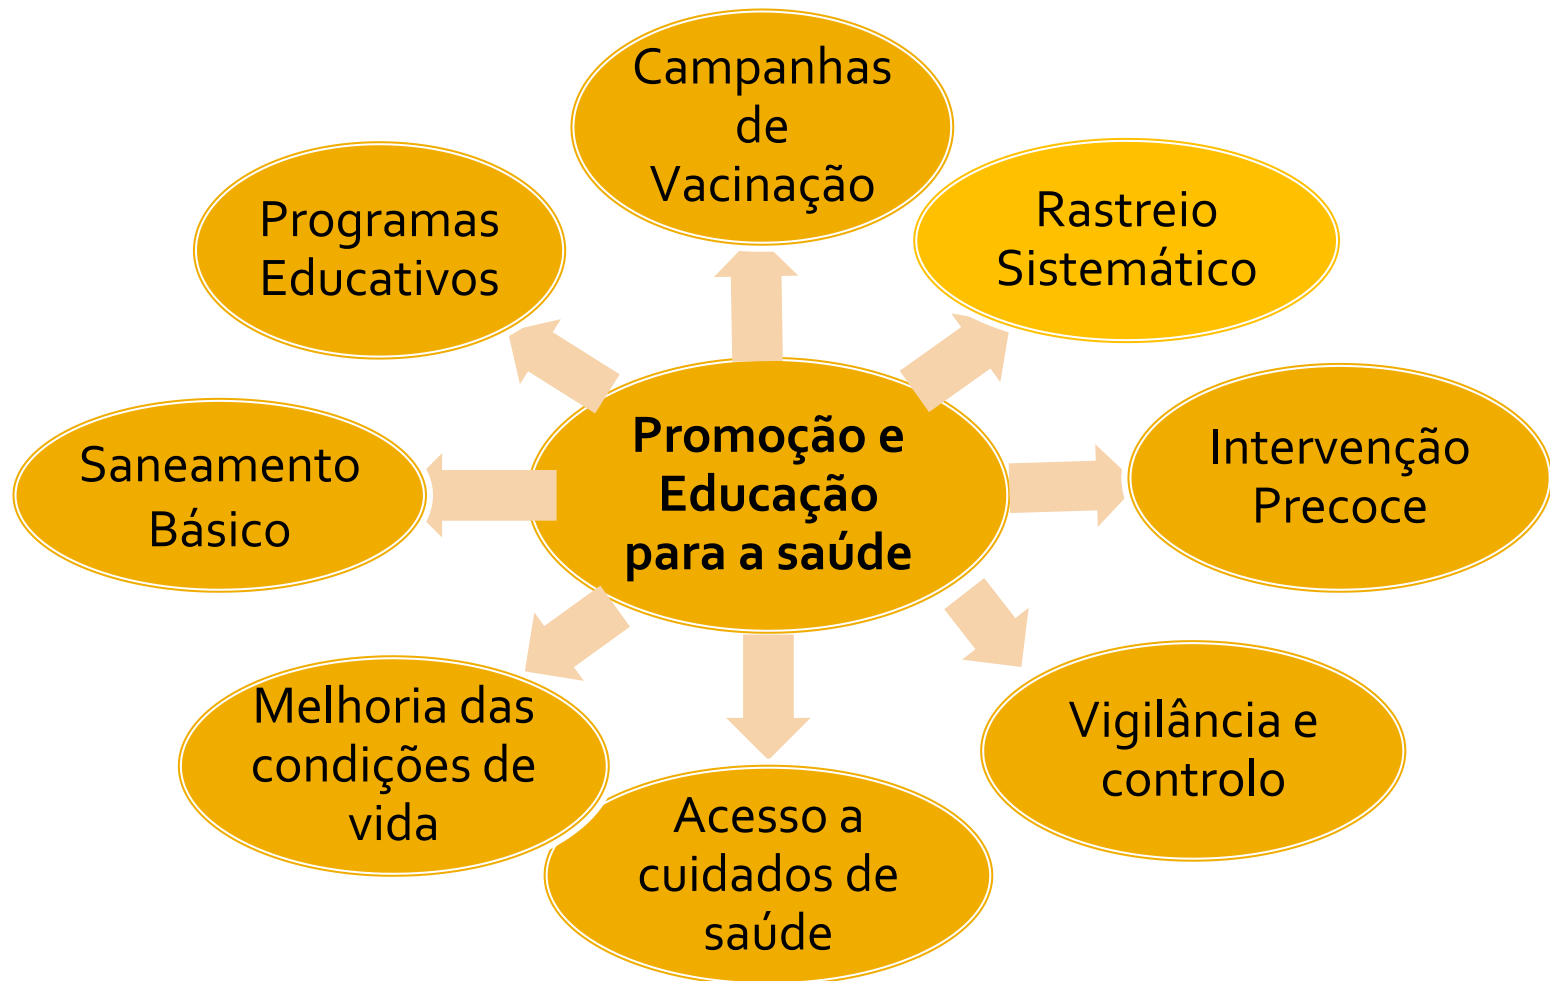 Campanhas
de
Vacinação
Rastreio
Sistemático
Programas
Educativos
Promoção e
Educação
para a saúde
Intervenção
Precoce
Saneamento
Básico
Vigilância e
controlo
Melhoria das
condições de
vida
Acesso a
cuidados de
saúde